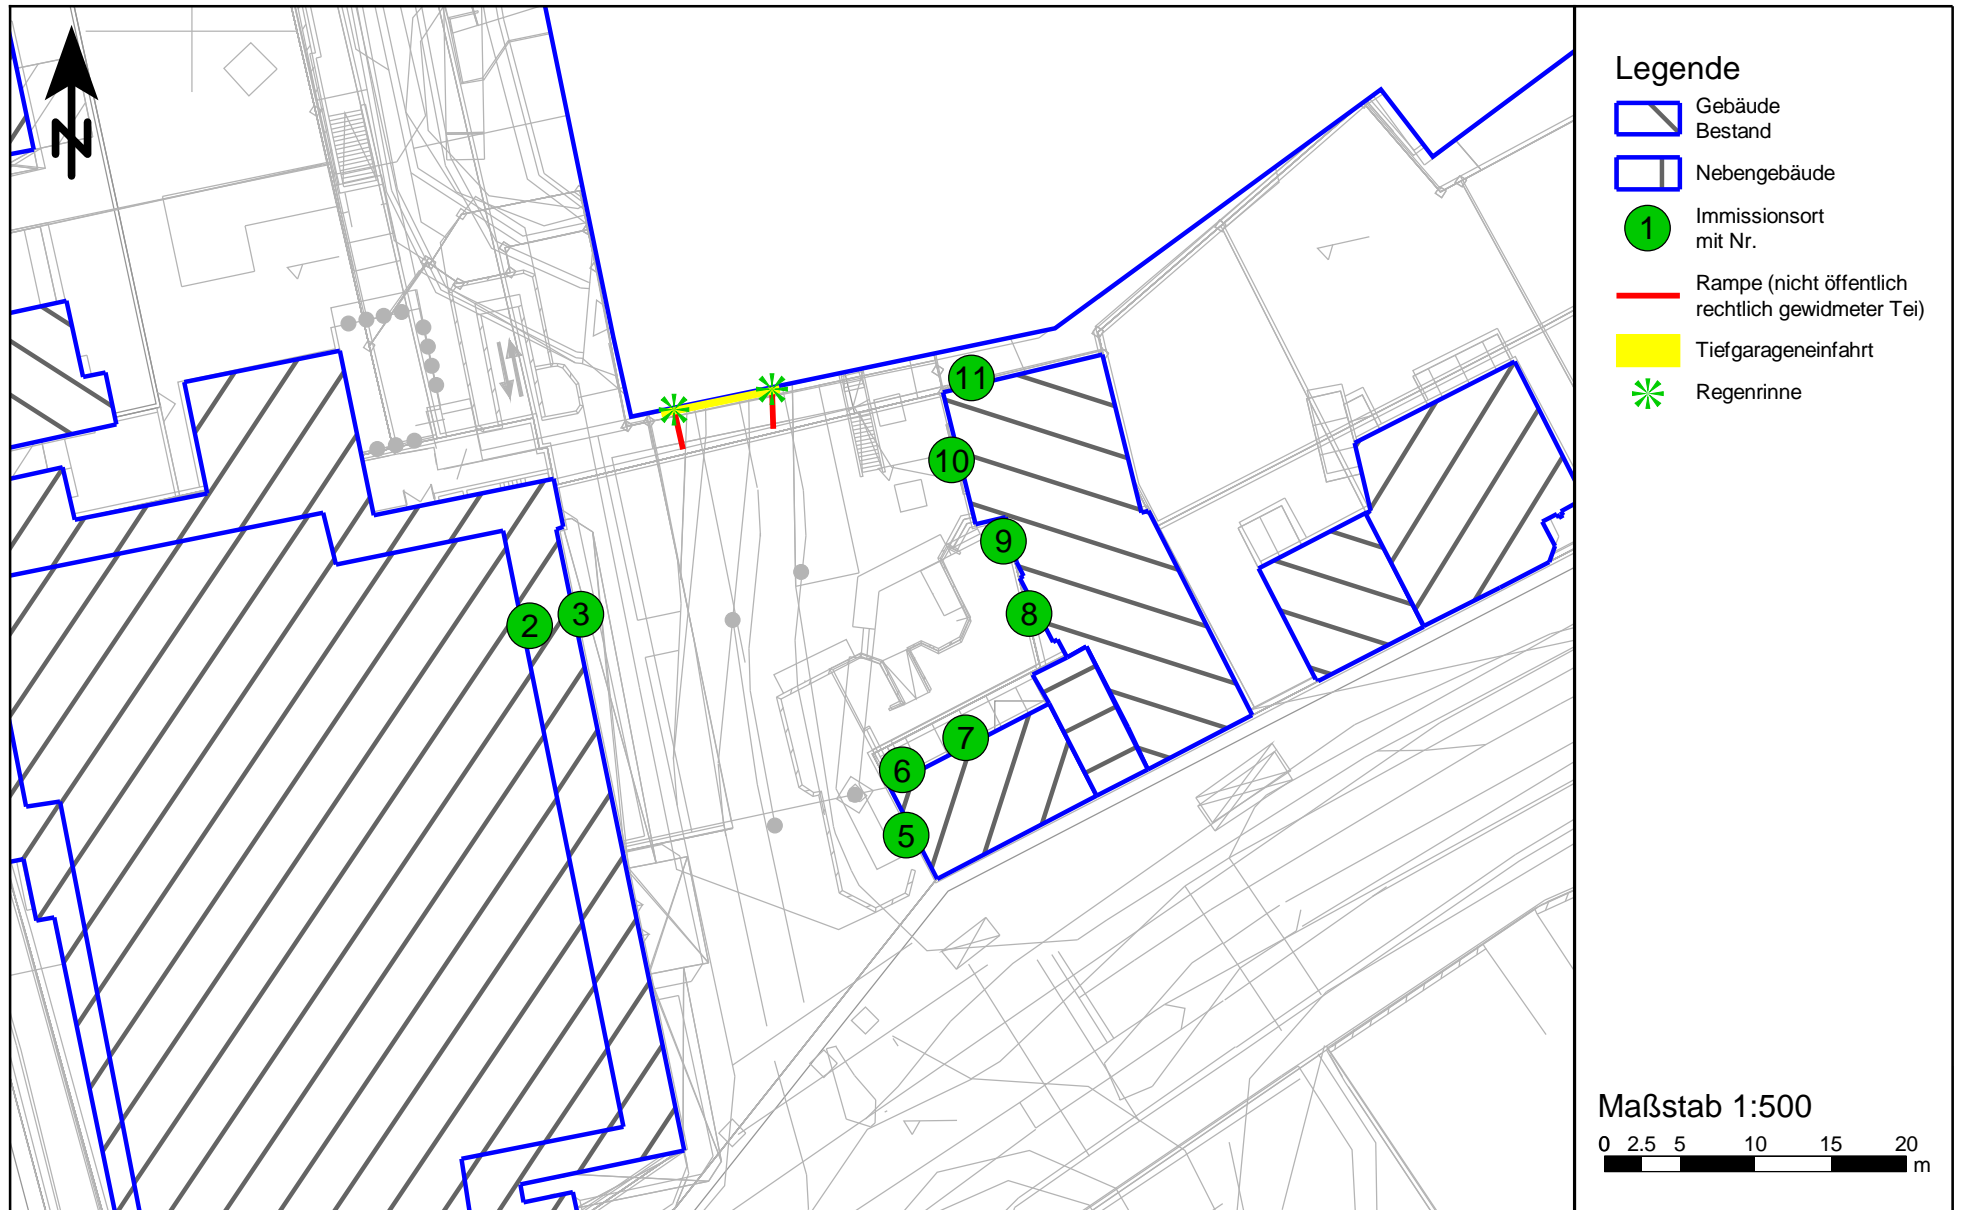 N
Legende
Gebäude
Bestand
Nebengebäude
1
Immissionsort
mit Nr.
Rampe (nicht öffentlich
rechtlich gewidmeter Tei)
Tiefgarageneinfahrt
Regenrinne
11
10
9
3
2
8
7
6
5
Maßstab 1:500
0 2.5 5 10 15 20
m